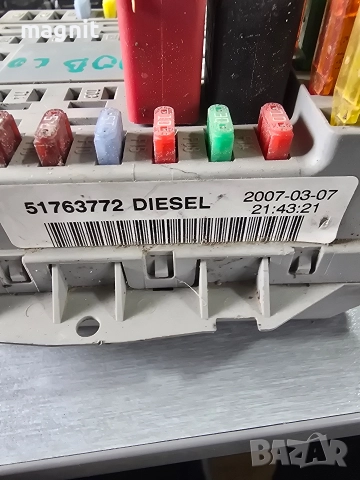 magnit
51763772 DIESEL
2007-03-07
21:43:21
BAZAR